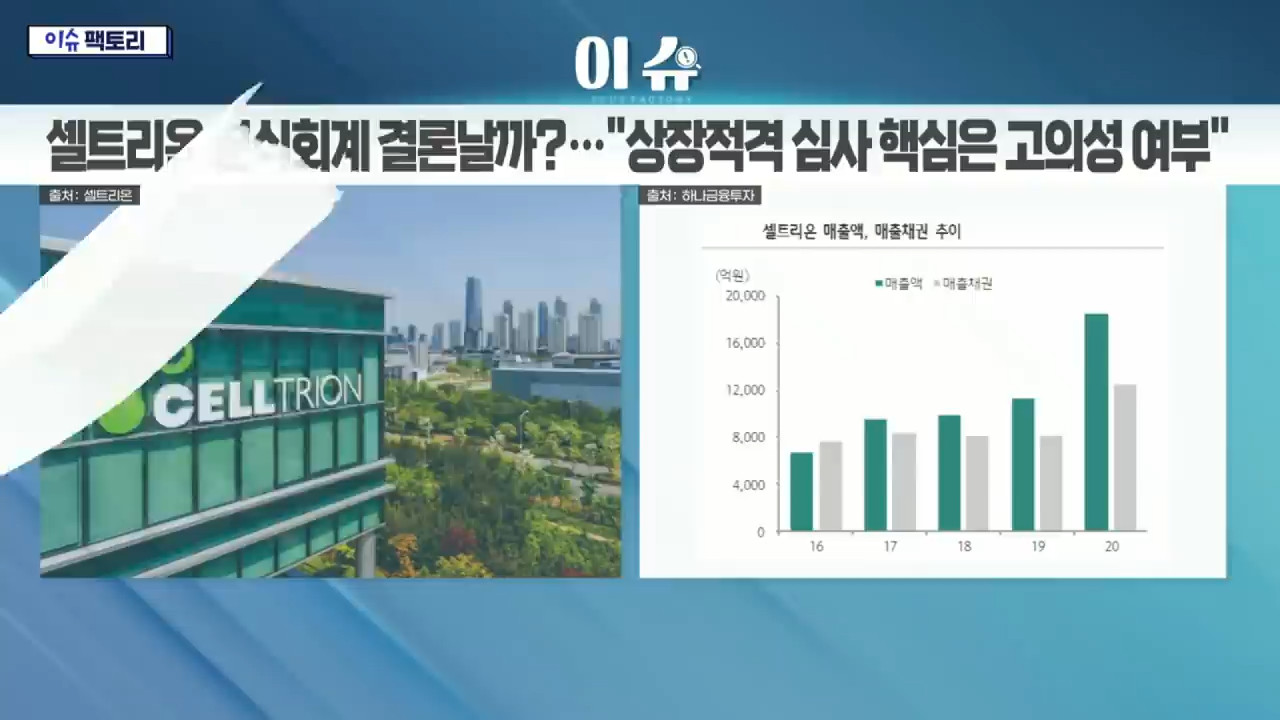 이슈 팩토리
이슈
ISSUE FACTORY
셀트리온 회계 결론날까?…"상장적격 심사 핵심은 고의성 여부"
출처: 셀트리온
출처: 하나금융투자
CELLTRION
셀트리온 매출액, 매출채권 추이
(억원)
매출액 매출채권
20,000
16,000
12,000
8,000
4,000
0
16 17 18 19 20